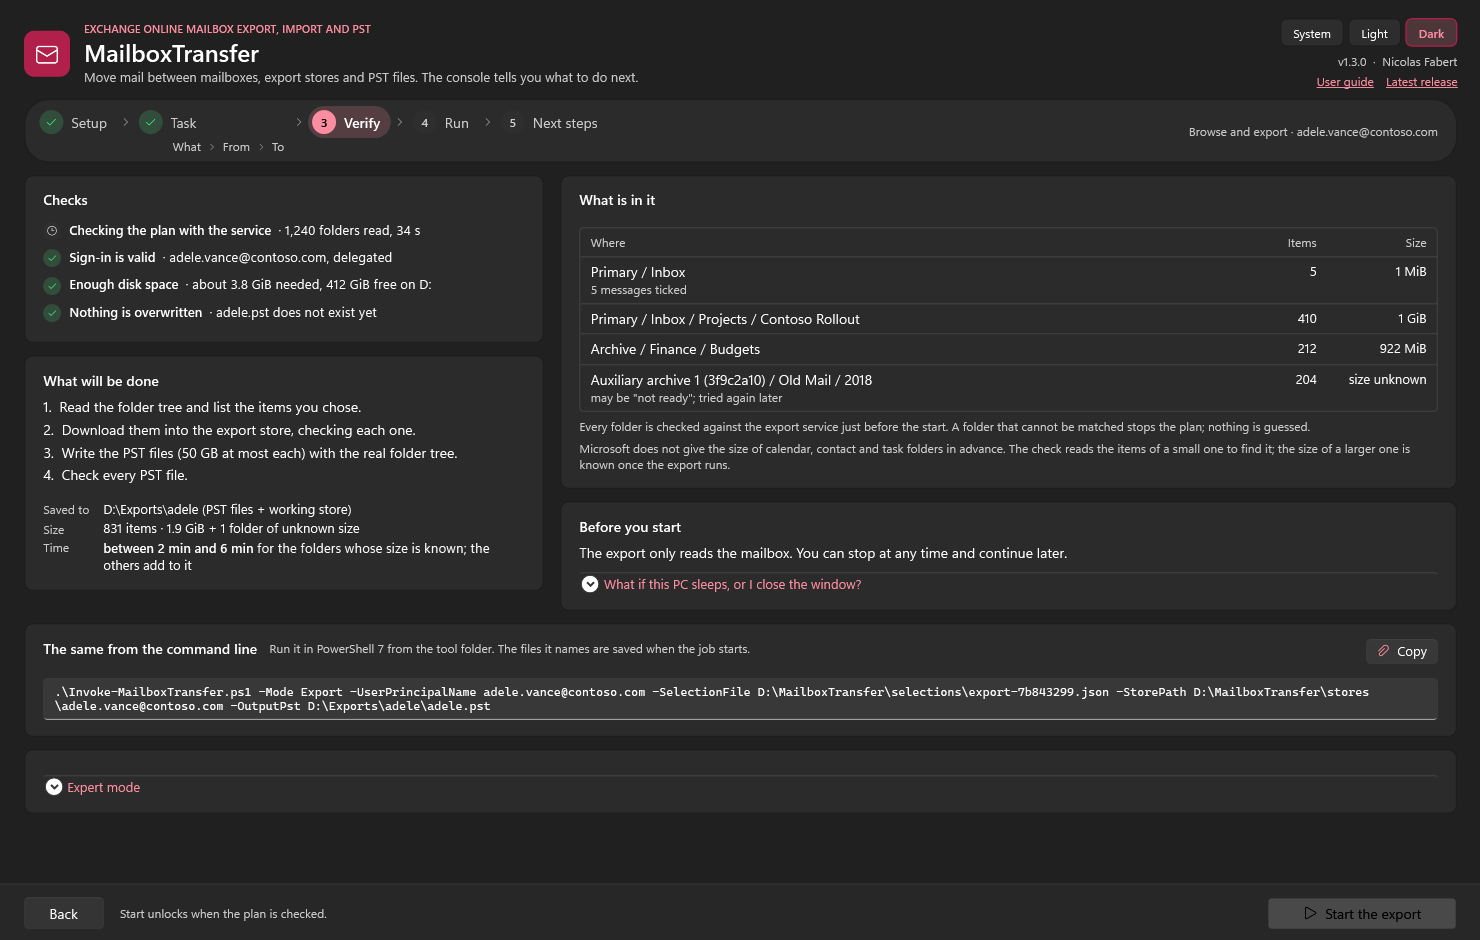 EXCHANGE ONLINE MAILBOX EXPORT, IMPORT AND PST
MailboxTransfer
Move mail between mailboxes, export stores and PST files. The console tells you what to do next.
System
Light
Dark
v1.3.0 · Nicolas Fabert
User guide
Latest release
Setup
Task
3 Verify
4 Run
5 Next steps
What
From
To
Browse and export · adele.vance@contoso.com
Checks
Checking the plan with the service · 1,240 folders read, 34 s
Sign-in is valid · adele.vance@contoso.com, delegated
Enough disk space · about 3.8 GiB needed, 412 GiB free on D:
Nothing is overwritten · adele.pst does not exist yet
What will be done
1. Read the folder tree and list the items you chose.
2. Download them into the export store, checking each one.
3. Write the PST files (50 GB at most each) with the real folder tree.
4. Check every PST file.
Saved to D:\Exports\adele (PST files + working store)
Size 831 items · 1.9 GiB + 1 folder of unknown size
Time between 2 min and 6 min for the folders whose size is known; the
others add to it
What is in it
Where Items Size
Primary / Inbox 5 1 MiB
5 messages ticked
Primary / Inbox / Projects / Contoso Rollout 410 1 GiB
Archive / Finance / Budgets 212 922 MiB
Auxiliary archive 1 (3f9c2a10) / Old Mail / 2018 204 size unknown
may be "not ready"; tried again later
Every folder is checked against the export service just before the start. A folder that cannot be matched stops the plan; nothing is guessed.
Microsoft does not give the size of calendar, contact and task folders in advance. The check reads the items of a small one to find it; the size of a larger one is
known once the export runs.
Before you start
The export only reads the mailbox. You can stop at any time and continue later.
What if this PC sleeps, or I close the window?
The same from the command line Run it in PowerShell 7 from the tool folder. The files it names are saved when the job starts.
Copy
.\Invoke-MailboxTransfer.ps1 -Mode Export -UserPrincipalName adele.vance@contoso.com -SelectionFile D:\MailboxTransfer\selections\export-7b843299.json -StorePath D:\MailboxTransfer\stores
\adele.vance@contoso.com -OutputPst D:\Exports\adele\adele.pst
Expert mode
Back
Start unlocks when the plan is checked.
Start the export